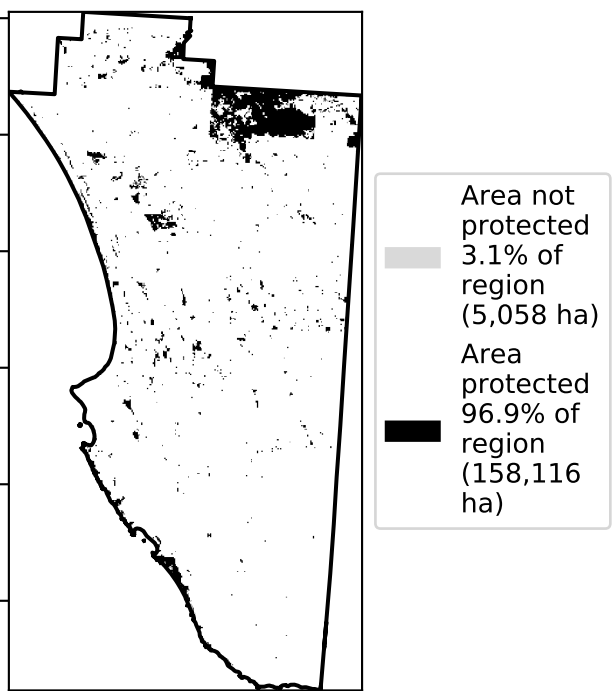 Area not
protected
3.1% of
region
(5,058 ha)
Area
protected
96.9% of
region
(158,116
ha)